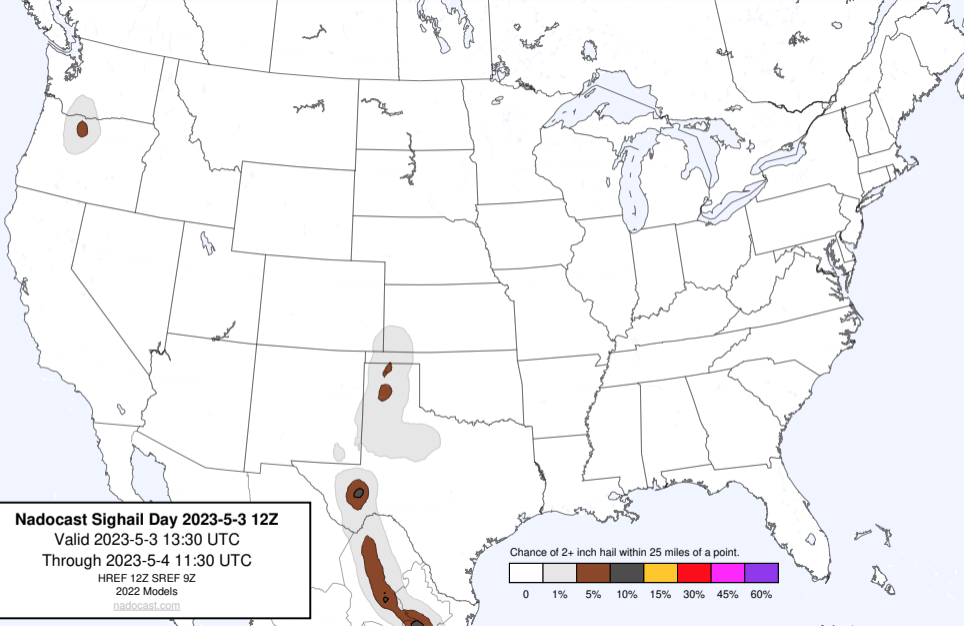 Nadocast Sighail Day 2023-5-3 12Z
Valid 2023-5-3 13:30 UTC
Through 2023-5-4 11:30 UTC
HREF 12Z SREF 9Z
2022 Models
nadocast.com
Chance of 2+ inch hail within 25 miles of a point.
0 1% 5% 10% 15% 30% 45% 60%